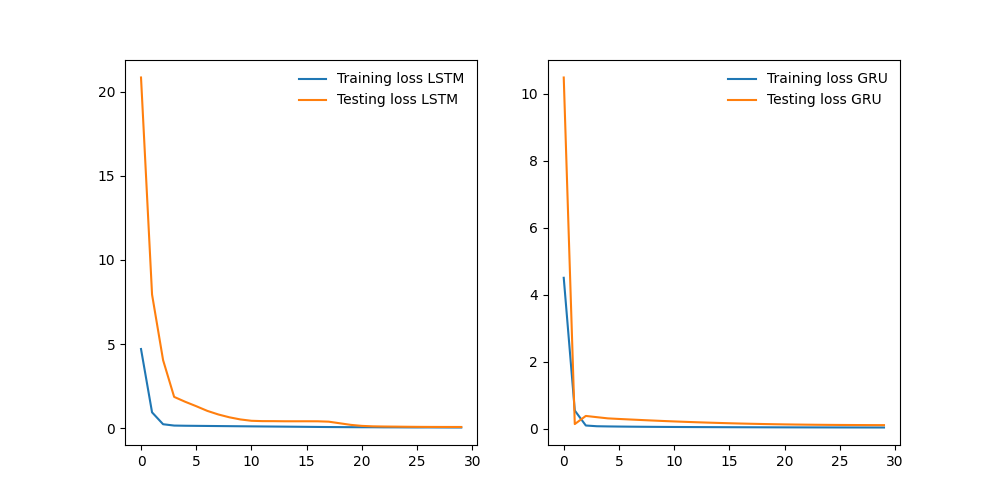 Training loss LSTM
Testing loss LSTM
20
15
10
5
0
0 5 10 15 20 25 30
Training loss GRU
Testing loss GRU
10
8
6
4
2
0
0 5 10 15 20 25 30